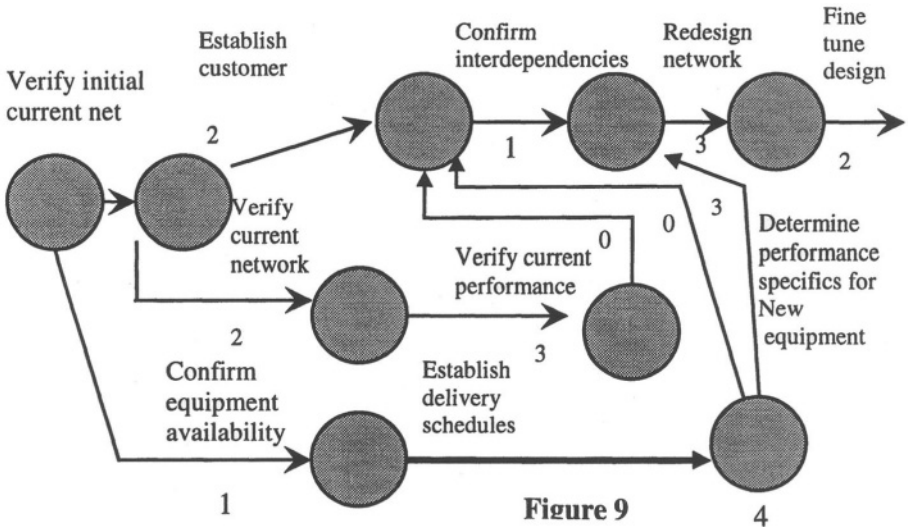 Establish
customer
Confirm
interdependencies
Redesign
network
Fine
tune
design
Verify initial
current net
2
1
3
2
Verify
current
network
Verify current
performance
0
0
3
Determine
performance
specifics for
New
equipment
2
3
Confirm
equipment
availability
Establish
delivery
schedules
1
Figure 9
4